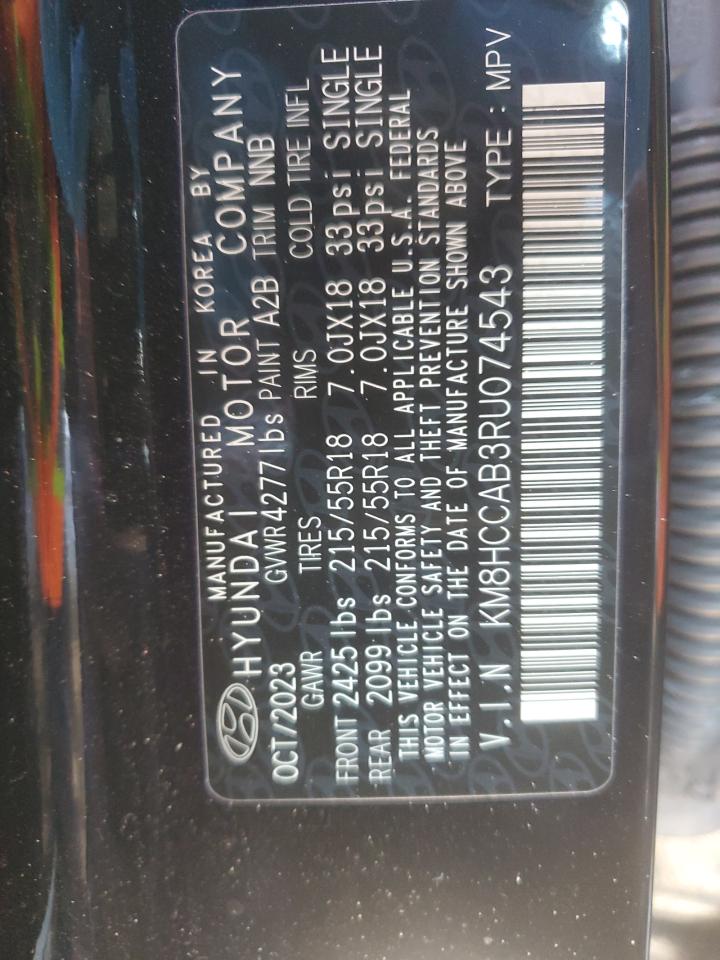 MANUFACTURED IN KOREA BY
HYUNDAI MOTOR COMPANY
OCT/2023 GVWR 4277 lbs PAINT A2B TRIM NNB
GAWR TIRES RIMS COLD TIRE INFL
FRONT 2425 lbs 215/55R18 7.0JX18 33psi SINGLE
REAR 2099 lbs 215/55R18 7.0JX18 33psi SINGLE
THIS VEHICLE CONFORMS TO ALL APPLICABLE U.S.A. FEDERAL
MOTOR VEHICLE SAFETY AND THEFT PREVENTION STANDARDS
IN EFFECT ON THE DATE OF MANUFACTURE SHOWN ABOVE
V.I.N KM8HCCAB3RU074543 TYPE : MPV